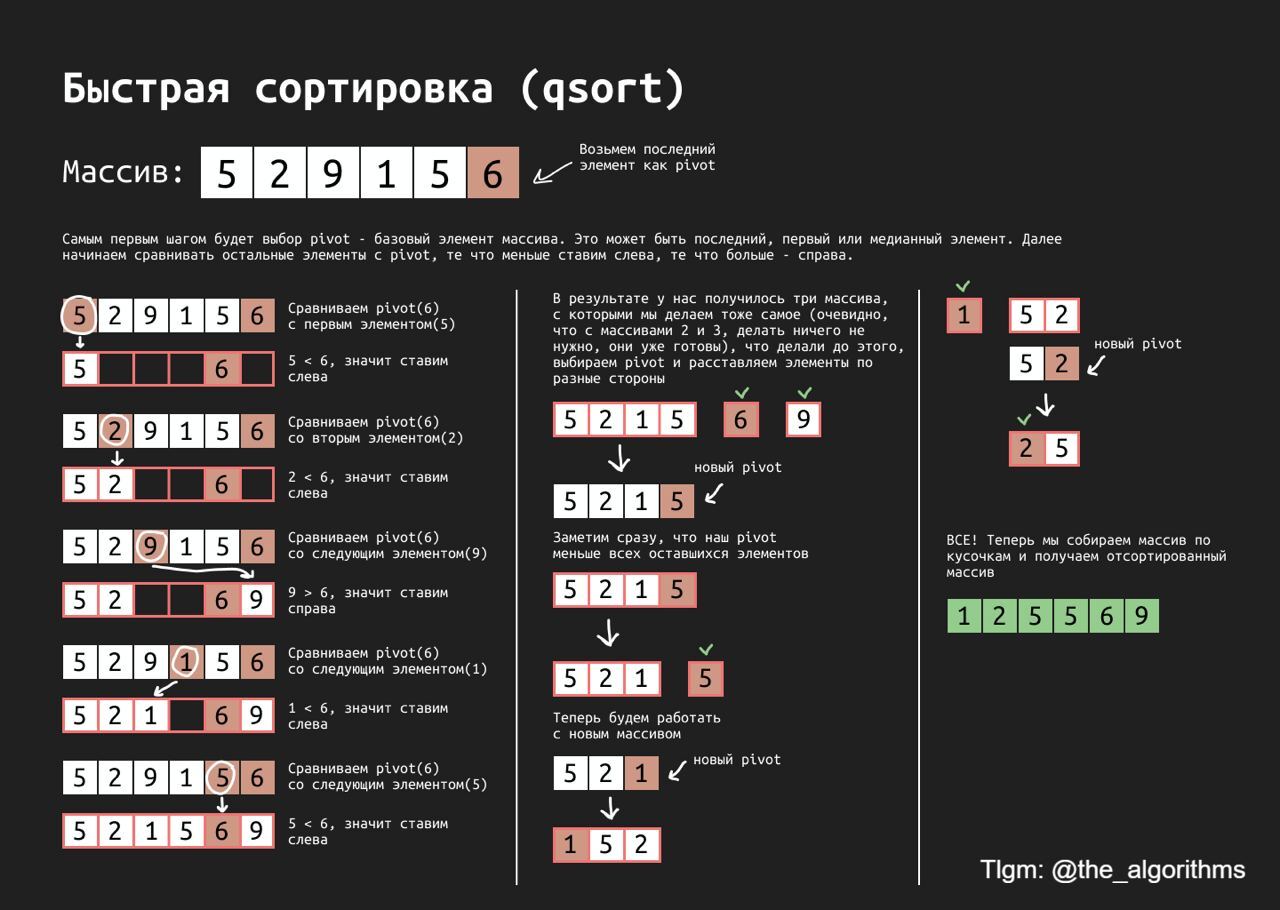 Быстрая сортировка (qsort)
Массив:
5 2 9 1 5 6
Возьмем последний
элемент как pivot
Самым первым шагом будет выбор pivot - базовый элемент массива. Это может быть последний, первый или медианный элемент. Далее
начинаем сравнивать остальные элементы с pivot, те что меньше ставим слева, те что больше - справа.
5 2 9 1 5 6
Сравниваем pivot(6)
с первым элементом(5)
5 6
5 < 6, значит ставим
слева
5 2 9 1 5 6
Сравниваем pivot(6)
со вторым элементом(2)
5 2 6
2 < 6, значит ставим
слева
5 2 9 1 5 6
Сравниваем pivot(6)
со следующим элементом(9)
5 2 6 9
9 > 6, значит ставим
справа
5 2 9 1 5 6
Сравниваем pivot(6)
со следующим элементом(1)
5 2 1 6 9
1 < 6, значит ставим
слева
5 2 9 1 5 6
Сравниваем pivot(6)
со следующим элементом(5)
5 2 1 5 6 9
5 < 6, значит ставим
слева
В результате у нас получилось три массива,
с которыми мы делаем тоже самое (очевидно,
что с массивами 2 и 3, делать ничего не
нужно, они уже готовы), что делали до этого,
выбираем pivot и расставляем элементы по
разные стороны
5 2 1 5 6 9
новый pivot
5 2 1 5
Заметим сразу, что наш pivot
меньше всех оставшихся элементов
5 2 1 5
5 2 1 5
Теперь будем работать
с новым массивом
5 2 1
новый pivot
1 5 2
1 5 2
новый pivot
5 2
2 5
ВСЕ! Теперь мы собираем массив по
кусочкам и получаем отсортированный
массив
1 2 5 5 6 9
Tlgm: @the_algorithms